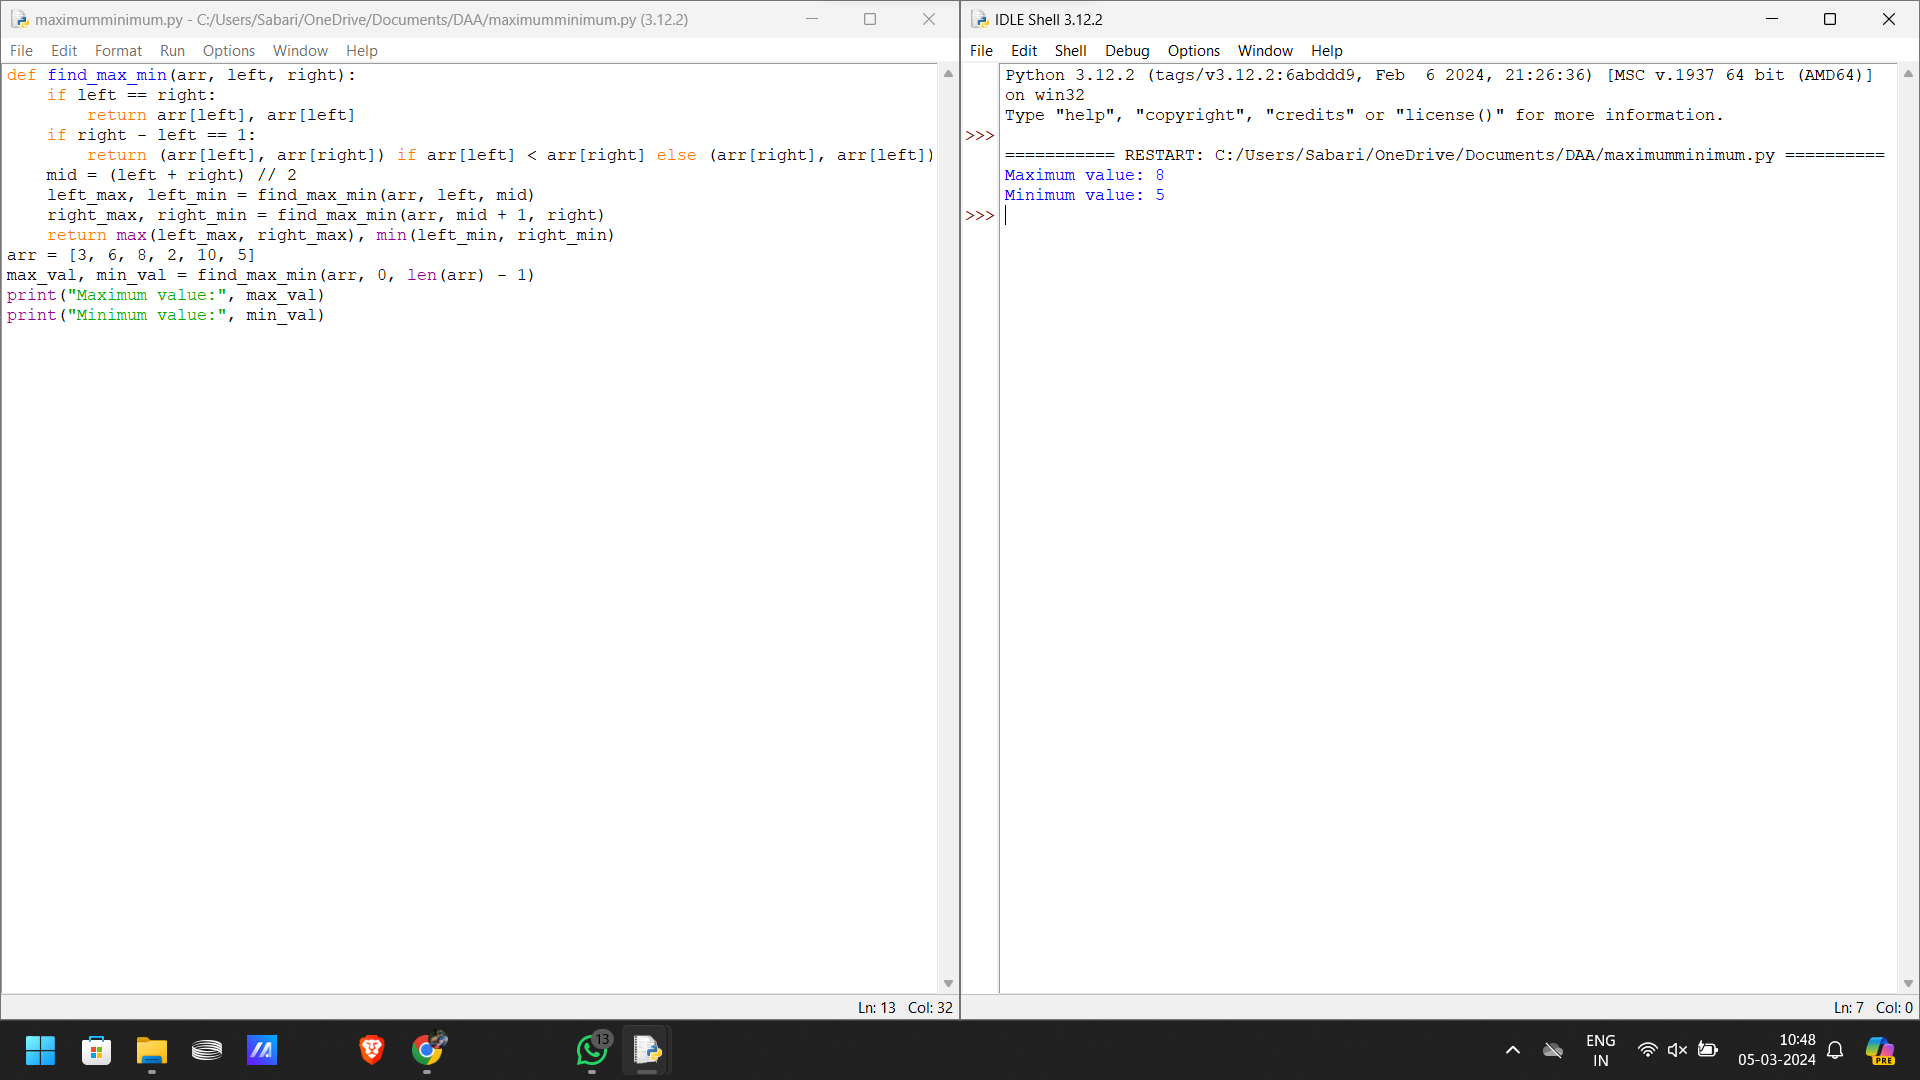 maximumminimum.py - C:/Users/Sabari/OneDrive/Documents/DAA/maximumminimum.py (3.12.2)
File Edit Format Run Options Window Help
def find_max_min(arr, left, right):
    if left == right:
        return arr[left], arr[left]
    if right - left == 1:
        return (arr[left], arr[right]) if arr[left] < arr[right] else (arr[right], arr[left])
    mid = (left + right) // 2
    left_max, left_min = find_max_min(arr, left, mid)
    right_max, right_min = find_max_min(arr, mid + 1, right)
    return max(left_max, right_max), min(left_min, right_min)
arr = [3, 6, 8, 2, 10, 5]
max_val, min_val = find_max_min(arr, 0, len(arr) - 1)
print("Maximum value:", max_val)
print("Minimum value:", min_val)
Ln: 13 Col: 32
IDLE Shell 3.12.2
File Edit Shell Debug Options Window Help
Python 3.12.2 (tags/v3.12.2:6abddd9, Feb  6 2024, 21:26:36) [MSC v.1937 64 bit (AMD64)]
on win32
Type "help", "copyright", "credits" or "license()" for more information.
>>>
=========== RESTART: C:/Users/Sabari/OneDrive/Documents/DAA/maximumminimum.py ==========
Maximum value: 8
Minimum value: 5
>>>
Ln: 7 Col: 0
13
ENG
IN
10:48
05-03-2024
PRE